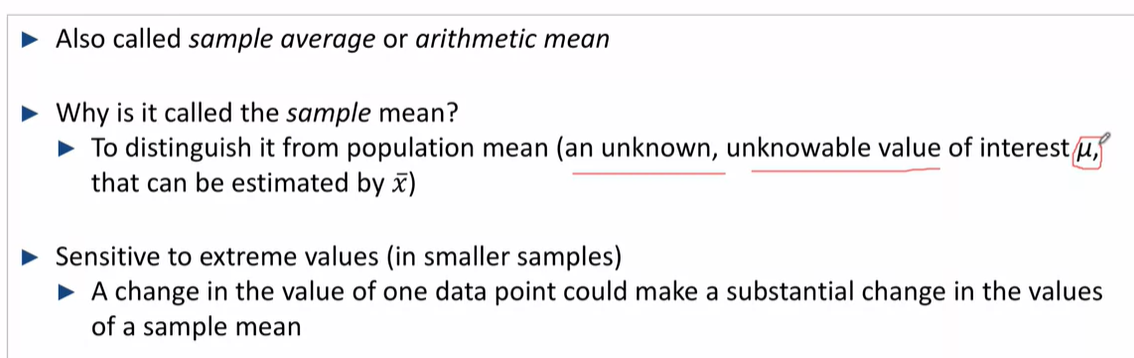 ► Also called sample average or arithmetic mean
► Why is it called the sample mean?
► To distinguish it from population mean (an unknown, unknowable value of interest μ,
that can be estimated by x̄)
► Sensitive to extreme values (in smaller samples)
► A change in the value of one data point could make a substantial change in the values
of a sample mean